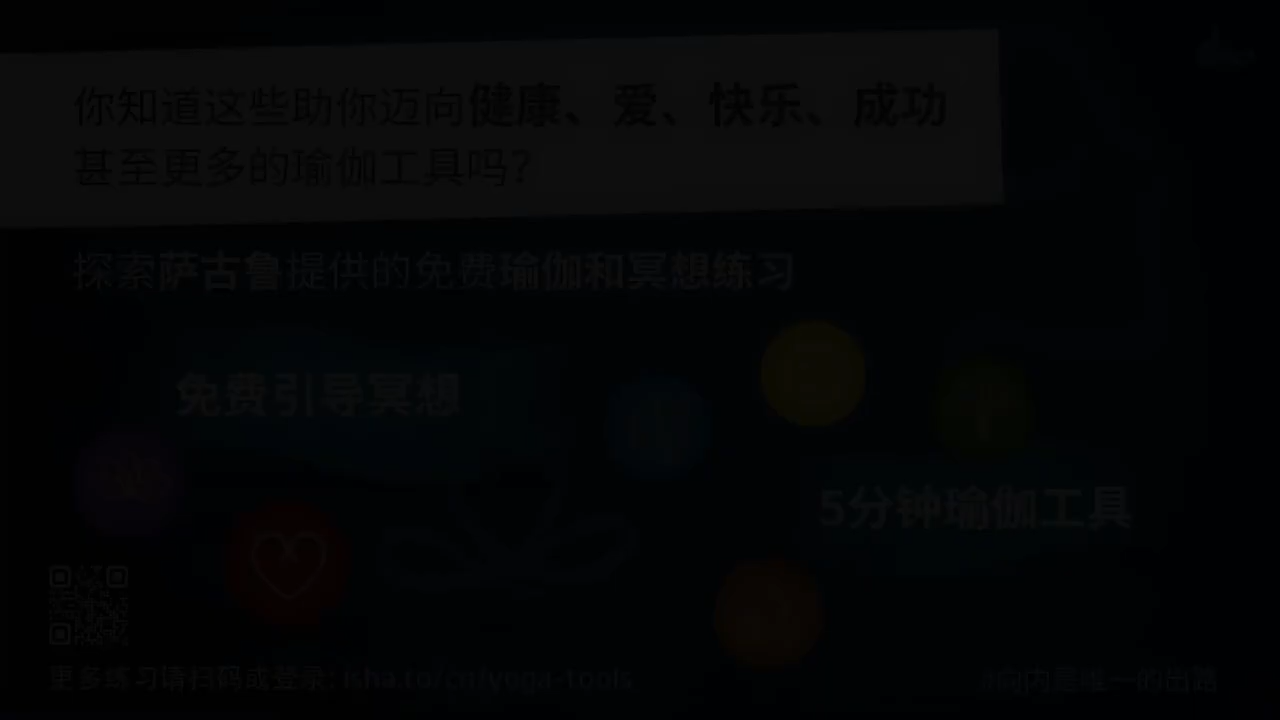 你知道这些助你迈向健康、爱、快乐、成功
甚至更多的瑜伽工具吗?
探索萨古鲁提供的免费瑜伽和冥想练习
免费引导冥想
5分钟瑜伽工具
更多练习请扫码或登录: isha.to/cn/yoga-tools
#向内是唯一的出路